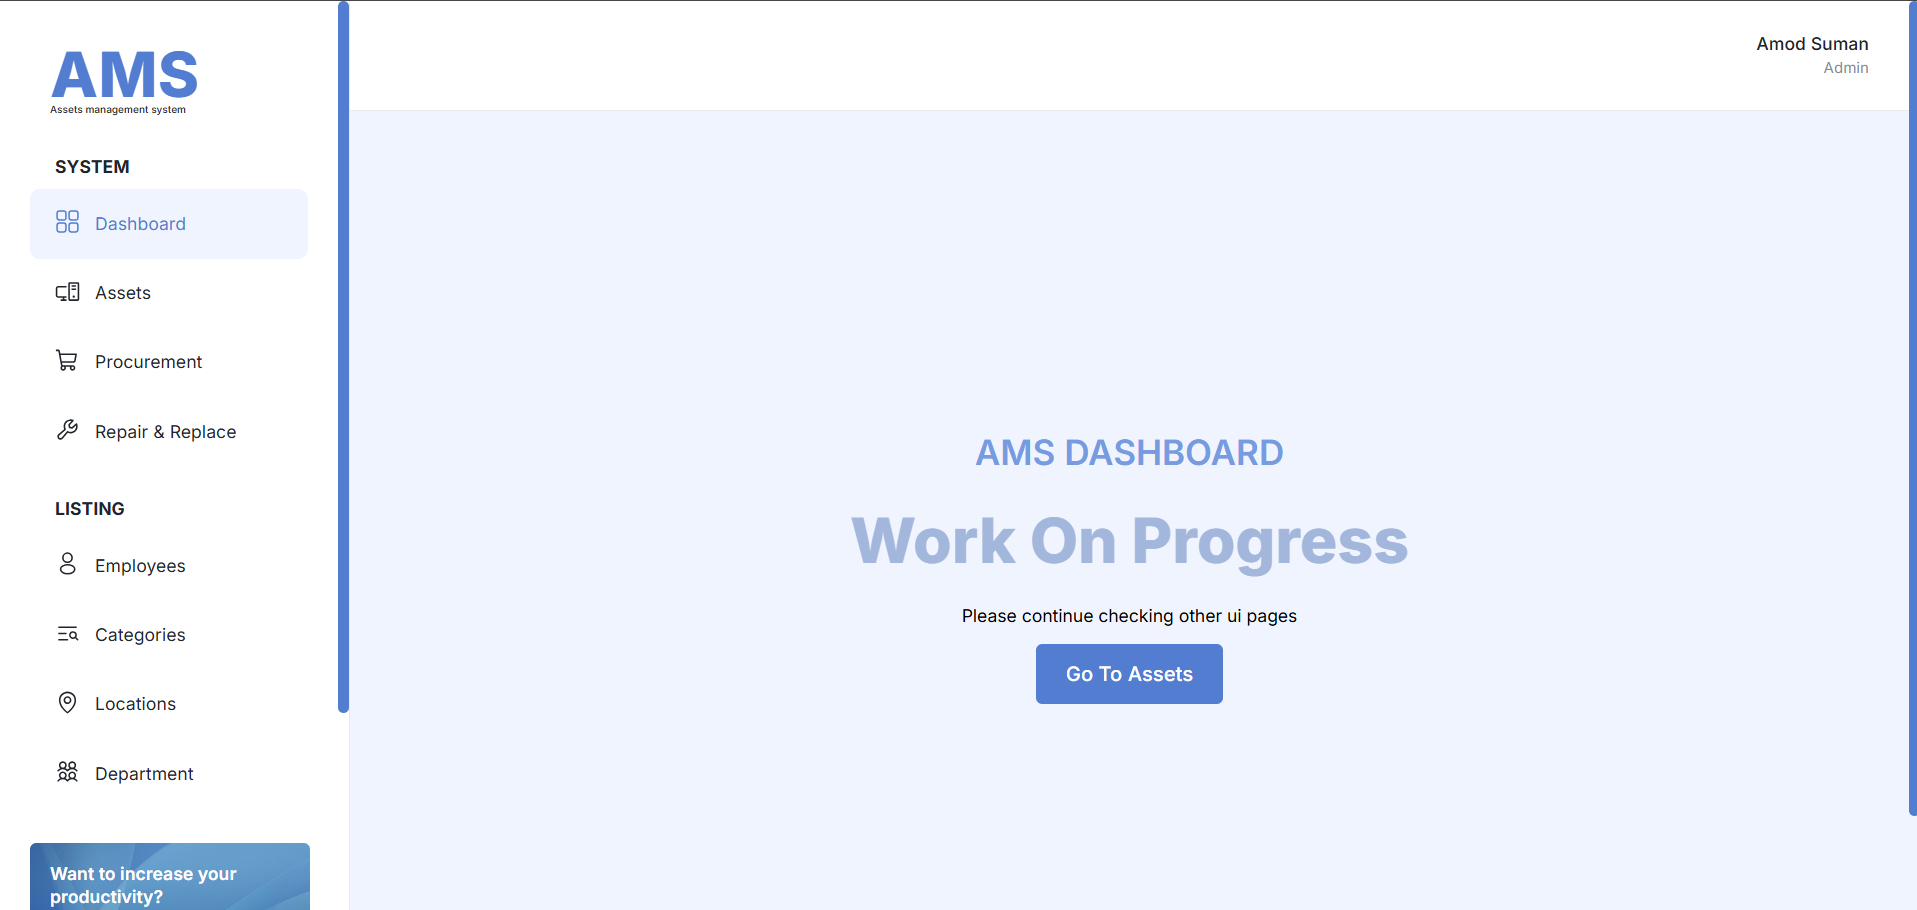 AMS
Assets management system
SYSTEM
Dashboard
Assets
Procurement
Repair & Replace
LISTING
Employees
Categories
Locations
Department
Want to increase your
productivity?
Amod Suman
Admin
AMS DASHBOARD
Work On Progress
Please continue checking other ui pages
Go To Assets